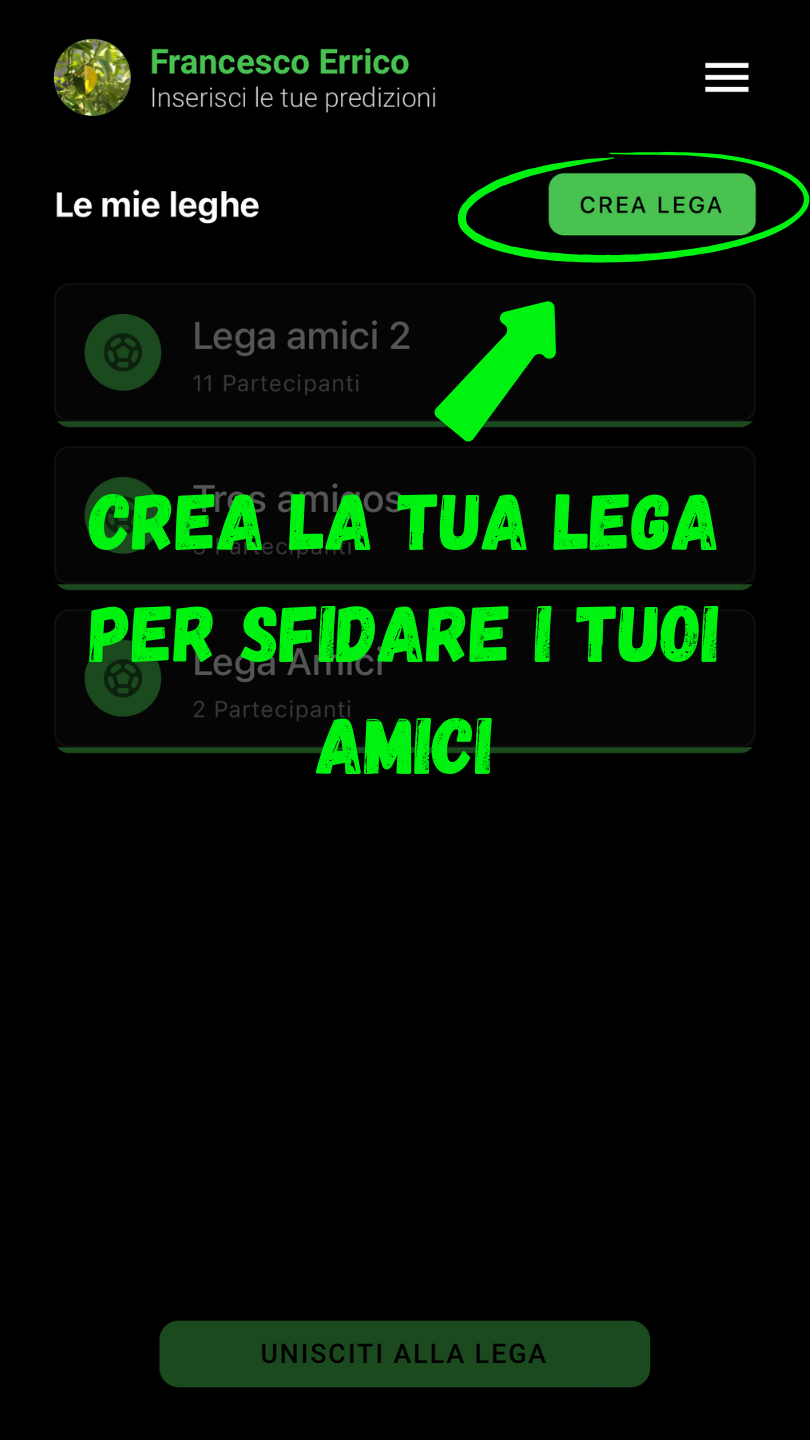 Francesco Errico
Inserisci le tue predizioni
Le mie leghe
CREA LEGA
Lega amici 2
11 Partecipanti
Tres amigos
3 Partecipanti
CREA LA TUA LEGA
PER SFIDARE I TUOI
AMICI
Lega Amici
2 Partecipanti
UNISCITI ALLA LEGA